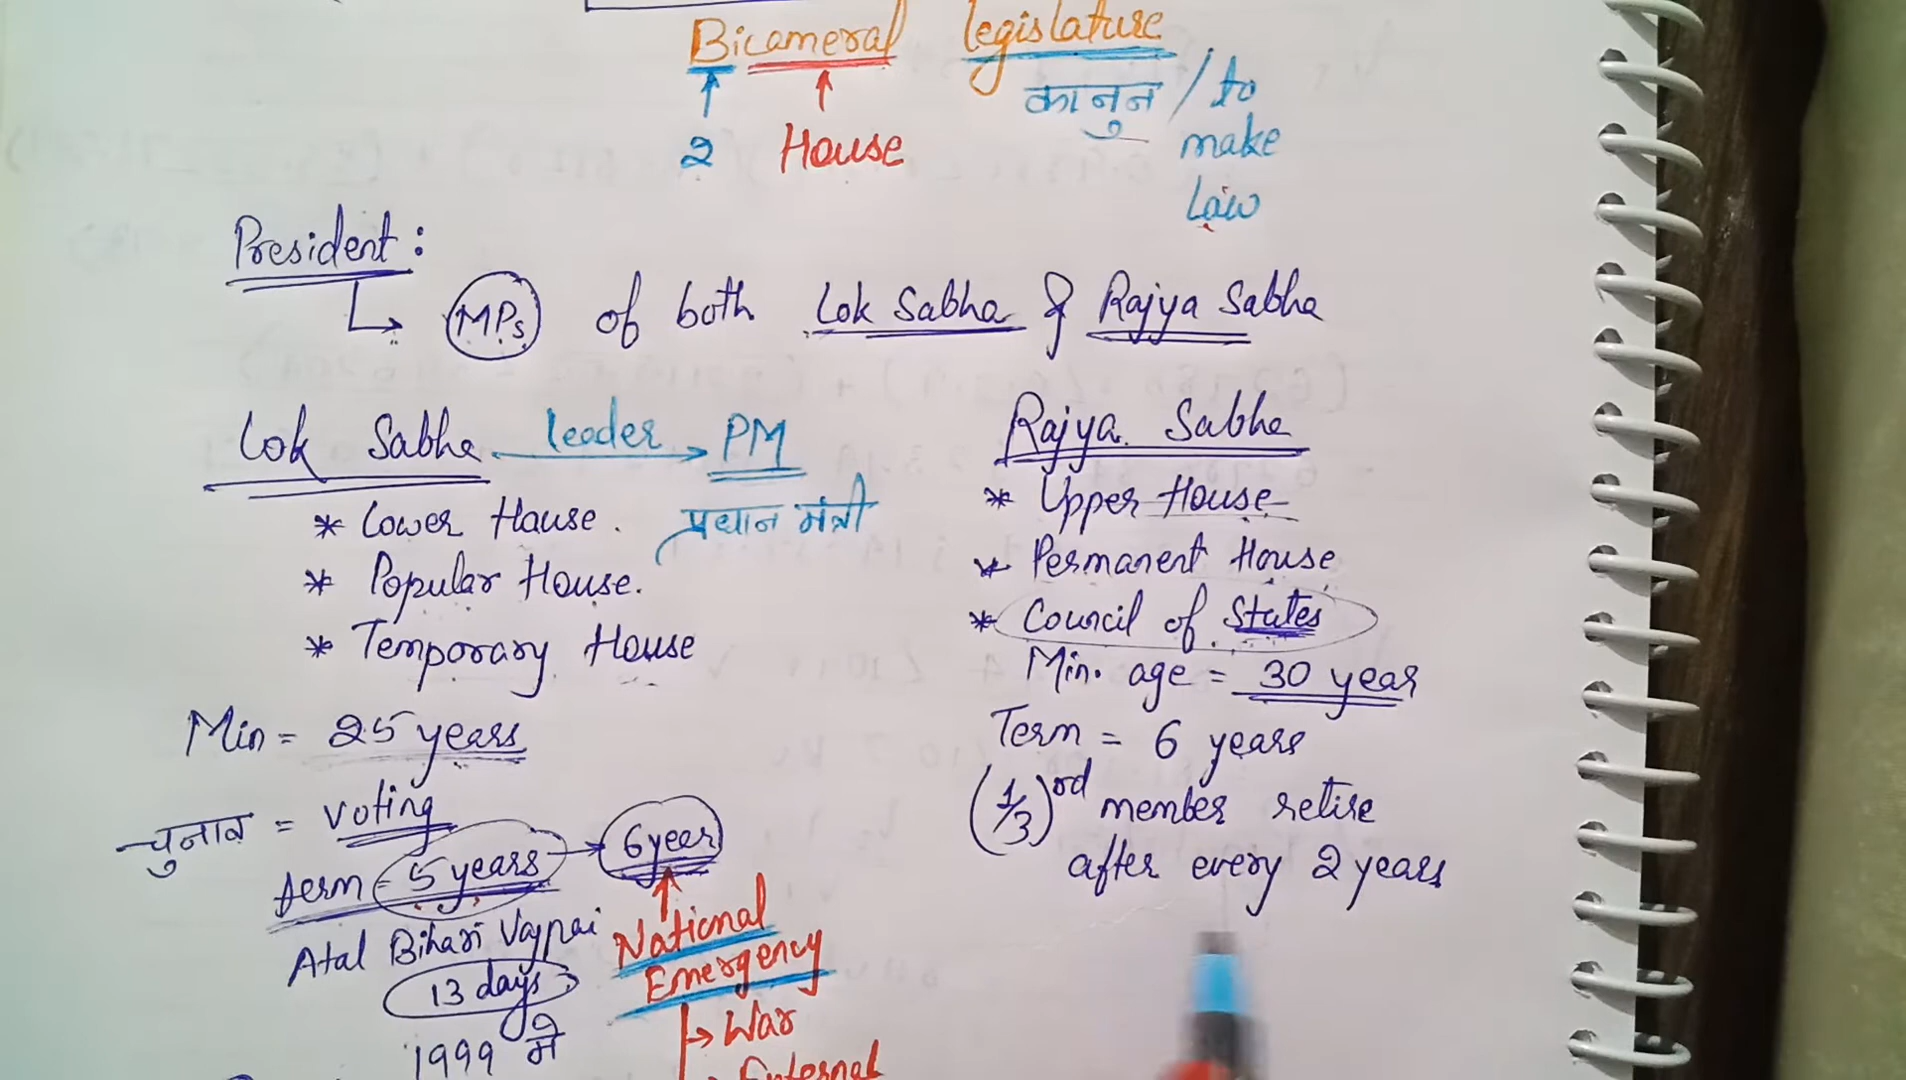 Bicameral legislature
2 House कानुन / to make law
President:
MPs of both Lok Sabha & Rajya Sabha
Lok Sabha leader PM
प्रधान मंत्री
* Lower House.
* Popular House.
* Temporary House
Min = 25 years
चुनाव = voting
term = 5 years 6 year
Atal Bihari Vajpai
13 days
1999 में
National
Emergency
War
External
Rajya Sabha
* Upper House
* Permanent House
* Council of States
Min. age = 30 year
Term = 6 years
(1/3)rd member retire
after every 2 years